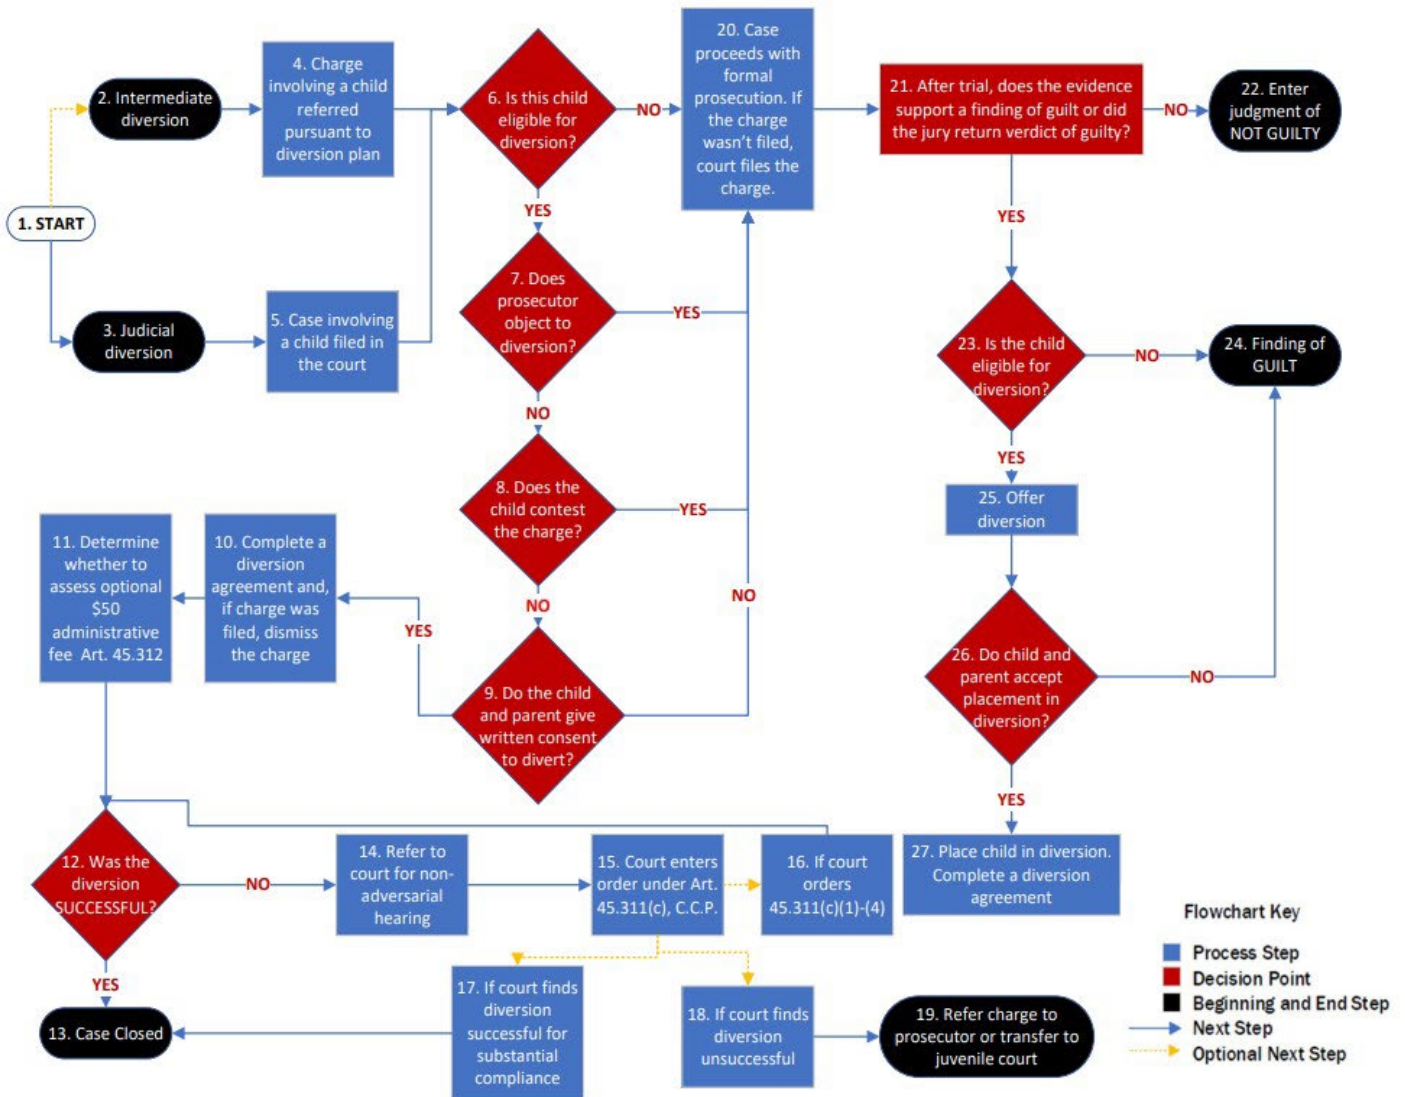 1. START
2. Intermediate
diversion
3. Judicial
diversion
4. Charge
involving a child
referred
pursuant to
diversion plan
5. Case involving
a child filed in
the court
6. Is this child
eligible for
diversion?
NO
YES
7. Does
prosecutor
object to
diversion?
YES
NO
8. Does the
child contest
the charge?
YES
NO
9. Do the child
and parent give
written consent
to divert?
YES
NO
10. Complete a
diversion
agreement and,
if charge was
filed, dismiss
the charge
11. Determine
whether to
assess optional
$50
administrative
fee Art. 45.312
12. Was the
diversion
SUCCESSFUL?
NO
YES
13. Case Closed
14. Refer to
court for non-
adversarial
hearing
15. Court enters
order under Art.
45.311(c), C.C.P.
16. If court
orders
45.311(c)(1)-(4)
17. If court finds
diversion
successful for
substantial
compliance
18. If court finds
diversion
unsuccessful
19. Refer charge to
prosecutor or transfer to
juvenile court
20. Case
proceeds with
formal
prosecution. If
the charge
wasn't filed,
court files the
charge.
21. After trial, does the evidence
support a finding of guilt or did
the jury return verdict of guilty?
NO
YES
22. Enter
judgment of
NOT GUILTY
23. Is the child
eligible for
diversion?
NO
YES
24. Finding of
GUILT
25. Offer
diversion
26. Do child and
parent accept
placement in
diversion?
NO
YES
27. Place child in diversion.
Complete a diversion
agreement
Flowchart Key
Process Step
Decision Point
Beginning and End Step
Next Step
Optional Next Step